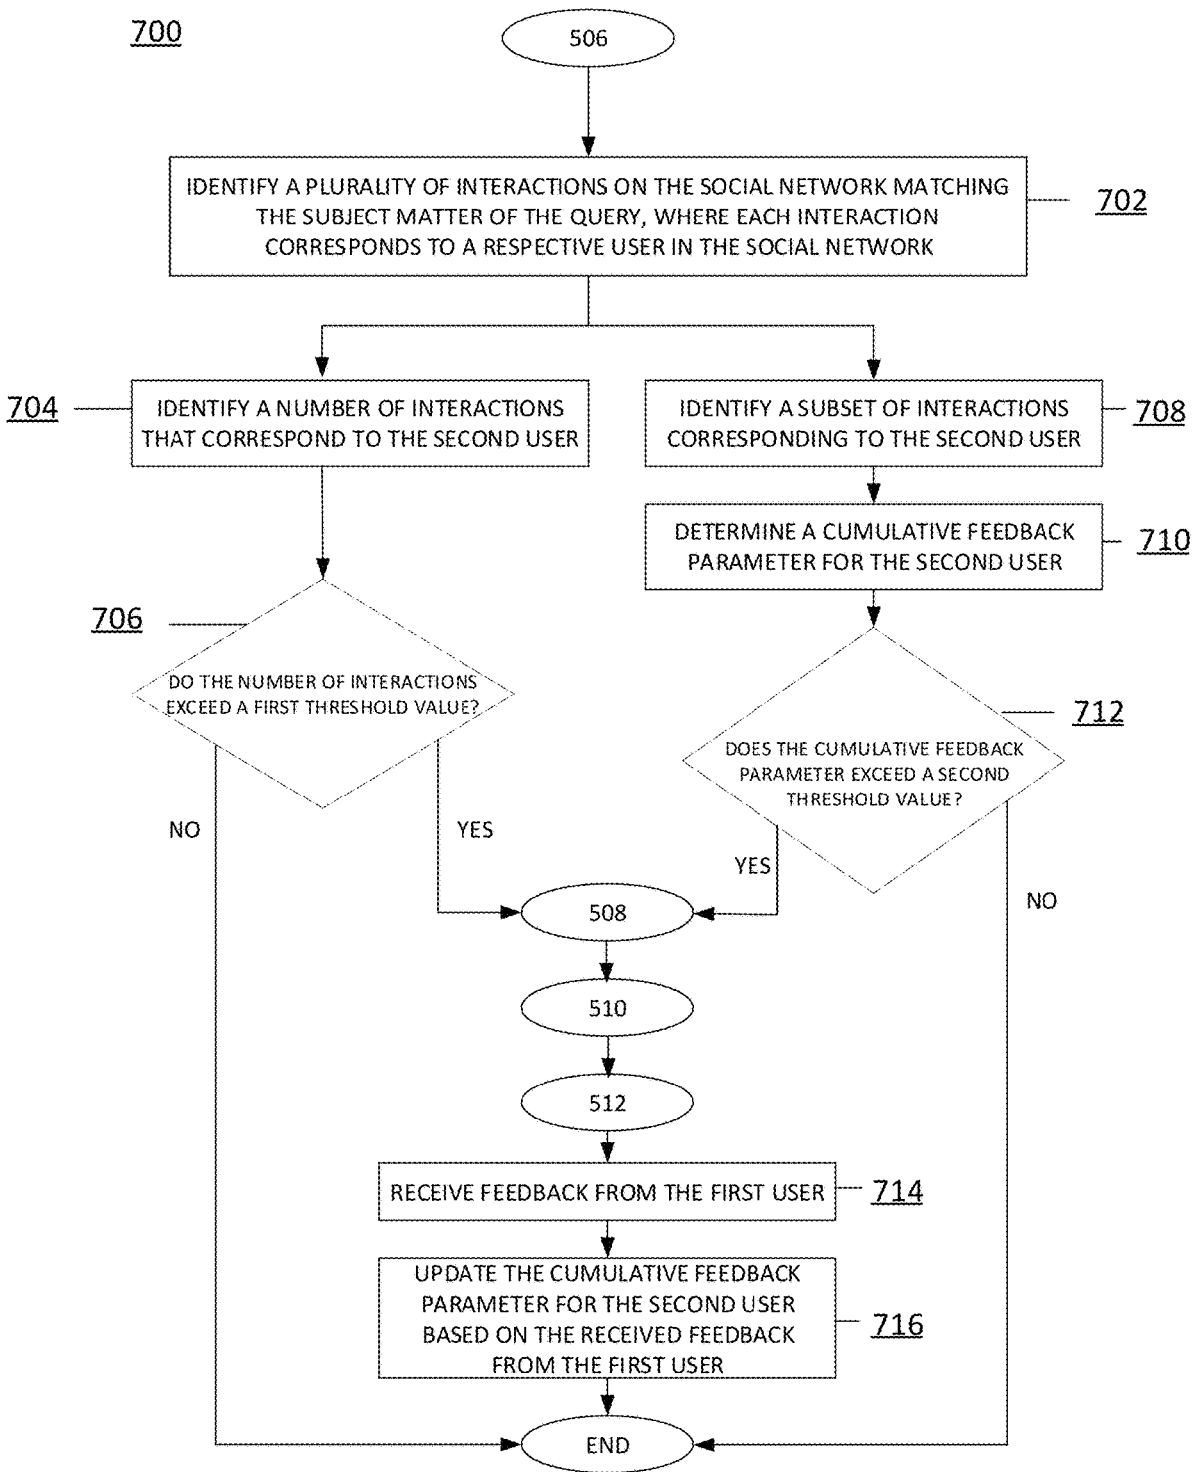 700
506
IDENTIFY A PLURALITY OF INTERACTIONS ON THE SOCIAL NETWORK MATCHING
THE SUBJECT MATTER OF THE QUERY, WHERE EACH INTERACTION
CORRESPONDS TO A RESPECTIVE USER IN THE SOCIAL NETWORK
702
704
IDENTIFY A NUMBER OF INTERACTIONS
THAT CORRESPOND TO THE SECOND USER
IDENTIFY A SUBSET OF INTERACTIONS
CORRESPONDING TO THE SECOND USER
708
DETERMINE A CUMULATIVE FEEDBACK
PARAMETER FOR THE SECOND USER
710
706
DO THE NUMBER OF INTERACTIONS
EXCEED A FIRST THRESHOLD VALUE?
712
DOES THE CUMULATIVE FEEDBACK
PARAMETER EXCEED A SECOND
THRESHOLD VALUE?
NO
YES
YES
NO
508
510
512
RECEIVE FEEDBACK FROM THE FIRST USER
714
UPDATE THE CUMULATIVE FEEDBACK
PARAMETER FOR THE SECOND USER
BASED ON THE RECEIVED FEEDBACK
FROM THE FIRST USER
716
END